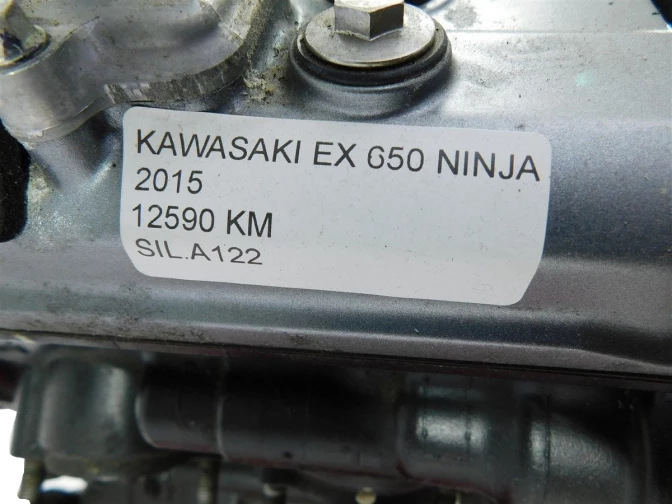 KAWASAKI EX 650 NINJA
2015
12590 KM
SIL.A122